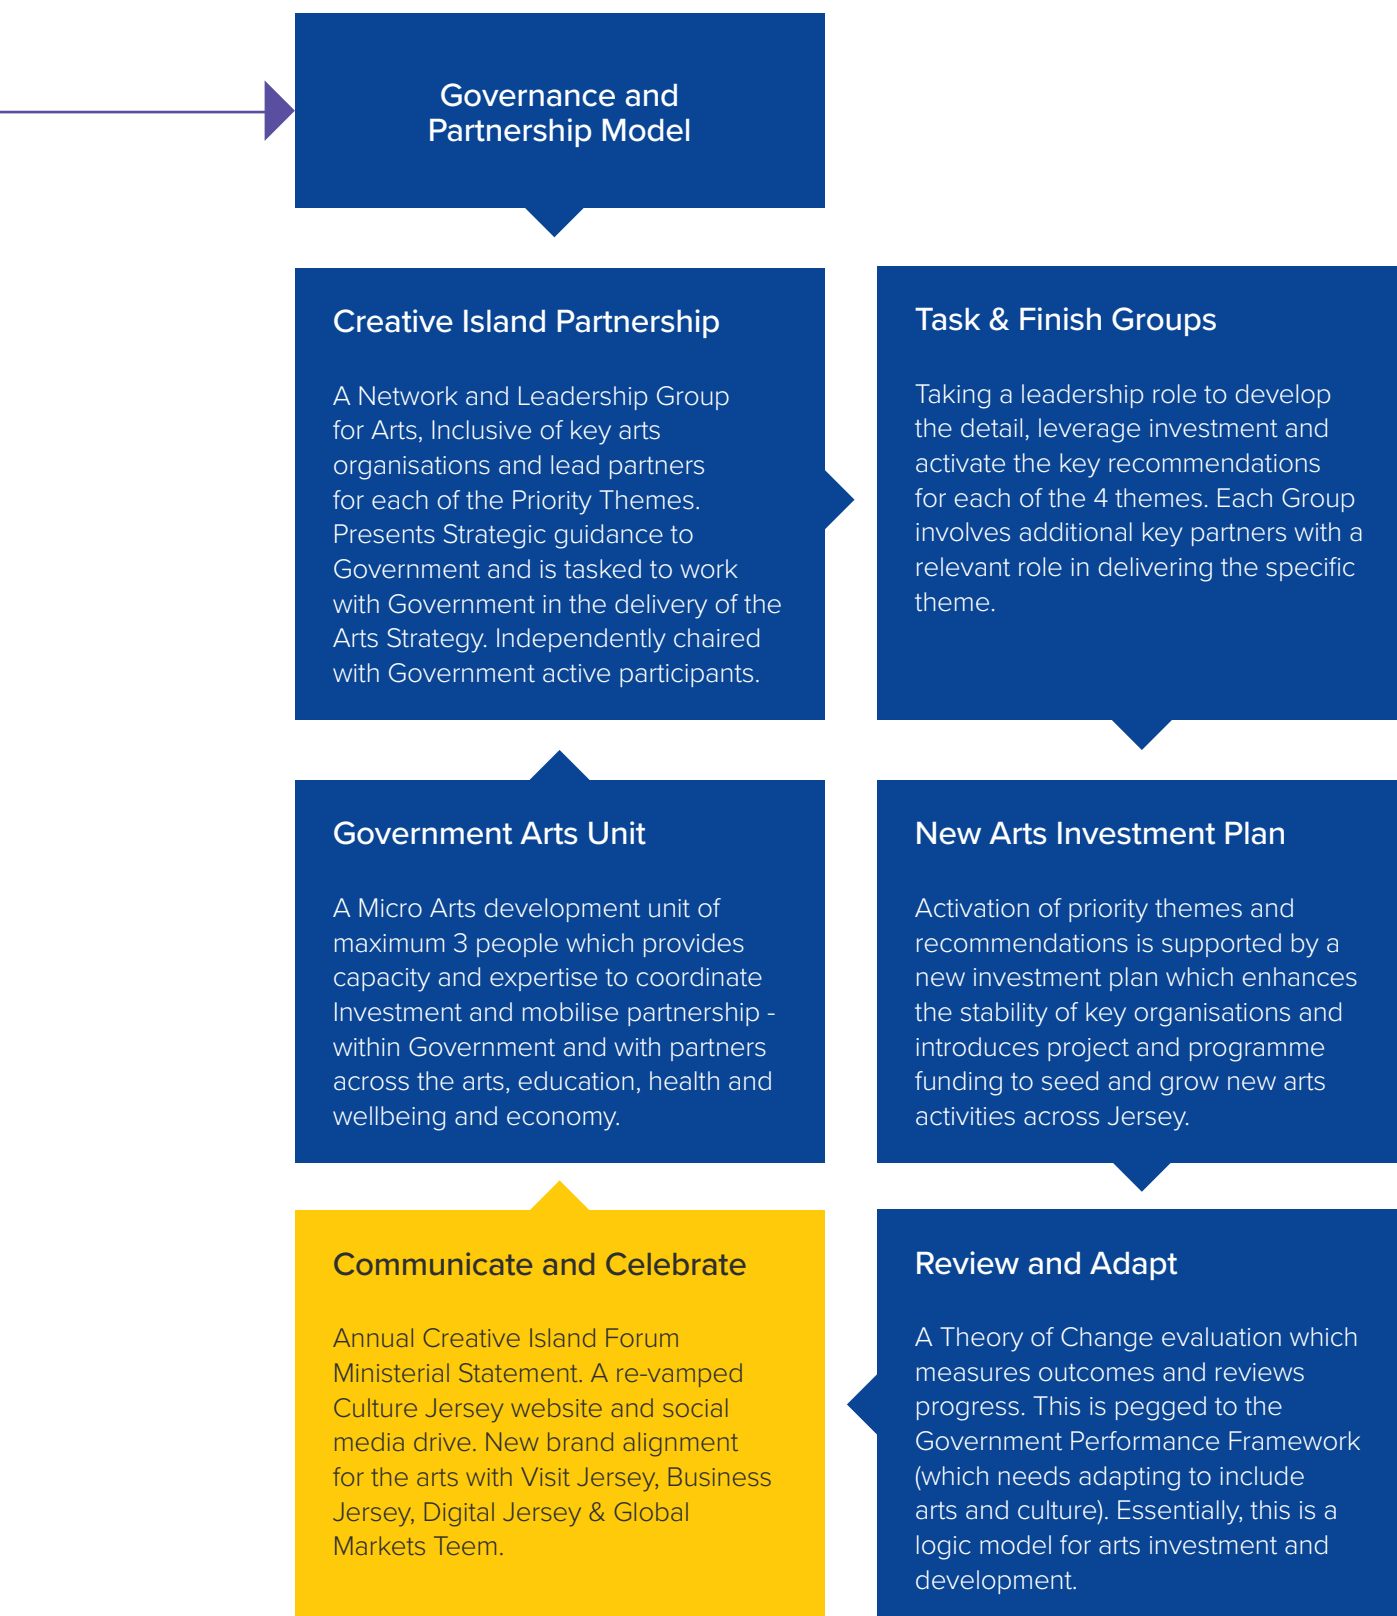 Governance and
Partnership Model
Creative Island Partnership
A Network and Leadership Group
for Arts, Inclusive of key arts
organisations and lead partners
for each of the Priority Themes.
Presents Strategic guidance to
Government and is tasked to work
with Government in the delivery of the
Arts Strategy. Independently chaired
with Government active participants.
Task & Finish Groups
Taking a leadership role to develop
the detail, leverage investment and
activate the key recommendations
for each of the 4 themes. Each Group
involves additional key partners with a
relevant role in delivering the specific
theme.
Government Arts Unit
A Micro Arts development unit of
maximum 3 people which provides
capacity and expertise to coordinate
Investment and mobilise partnership -
within Government and with partners
across the arts, education, health and
wellbeing and economy.
New Arts Investment Plan
Activation of priority themes and
recommendations is supported by a
new investment plan which enhances
the stability of key organisations and
introduces project and programme
funding to seed and grow new arts
activities across Jersey.
Communicate and Celebrate
Annual Creative Island Forum
Ministerial Statement. A re-vamped
Culture Jersey website and social
media drive. New brand alignment
for the arts with Visit Jersey, Business
Jersey, Digital Jersey & Global
Markets Teem.
Review and Adapt
A Theory of Change evaluation which
measures outcomes and reviews
progress. This is pegged to the
Government Performance Framework
(which needs adapting to include
arts and culture). Essentially, this is a
logic model for arts investment and
development.